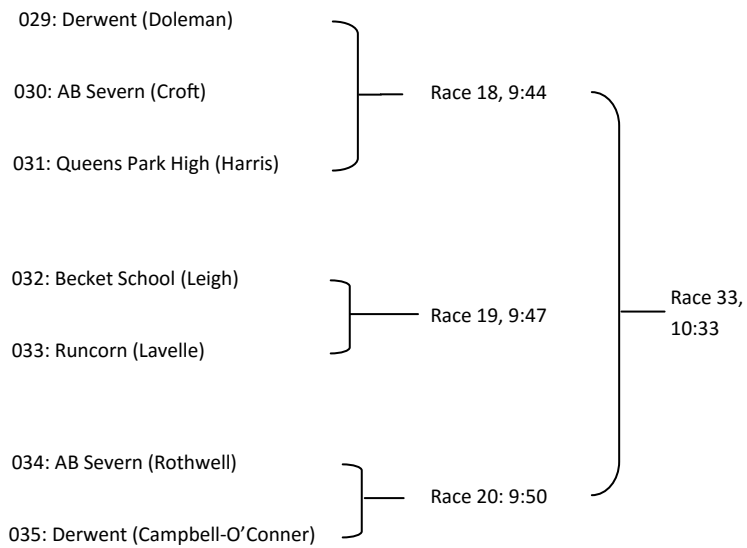 029: Derwent (Doleman)
030: AB Severn (Croft)
Race 18, 9:44
031: Queens Park High (Harris)
032: Becket School (Leigh)
Race 19, 9:47
033: Runcorn (Lavelle)
Race 33,
10:33
034: AB Severn (Rothwell)
Race 20: 9:50
035: Derwent (Campbell-O’Conner)